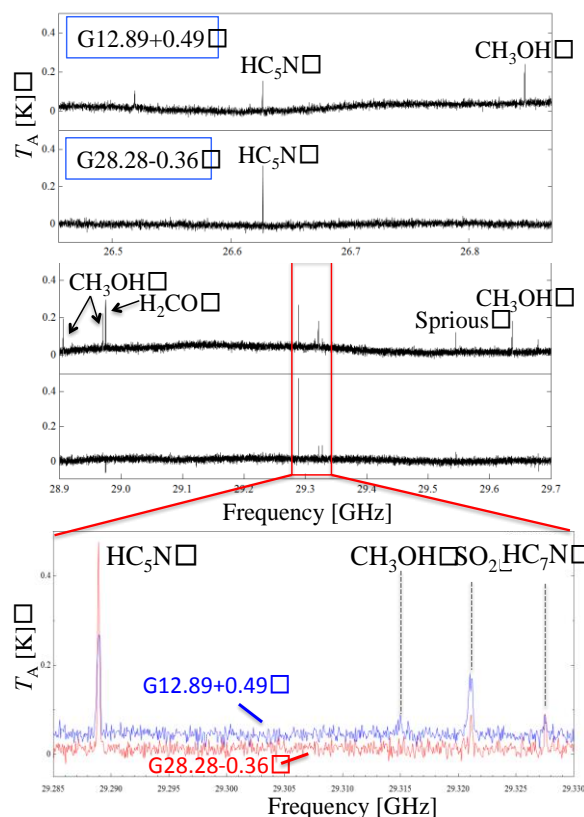 G12.89+0.49□
HC₅N□
CH₃OH□
T_A [K]□
0.4
0.2
0
G28.28-0.36□
HC₅N□
0.4
0.2
0
26.5
26.6
26.7
26.8
CH₃OH□
H₂CO□
Sprious□
CH₃OH□
0.4
0.2
0
0.4
0.2
0
28.9
29.0
29.1
29.2
29.3
29.4
29.5
29.6
29.7
Frequency [GHz]
HC₅N□
CH₃OH□
SO₂□
HC₇N□
T_A [K]□
0.4
0.2
0
G12.89+0.49□
G28.28-0.36□
29.285
29.290
29.295
29.300
29.305
29.310
29.315
29.320
29.325
29.330
Frequency [GHz]